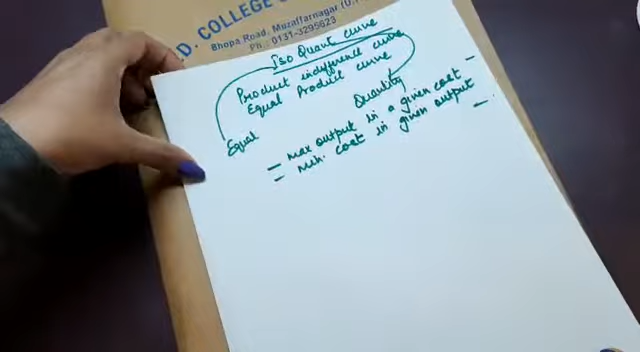 D. COLLEGE
Bhopa Road, Muzaffarnagar (U.
Ph.: 0131-3295623
Iso Quant curve
Product indifference curve
Equal Product curve
Equal
Quantity
= max output in a given cost -
= min. cost in given output -